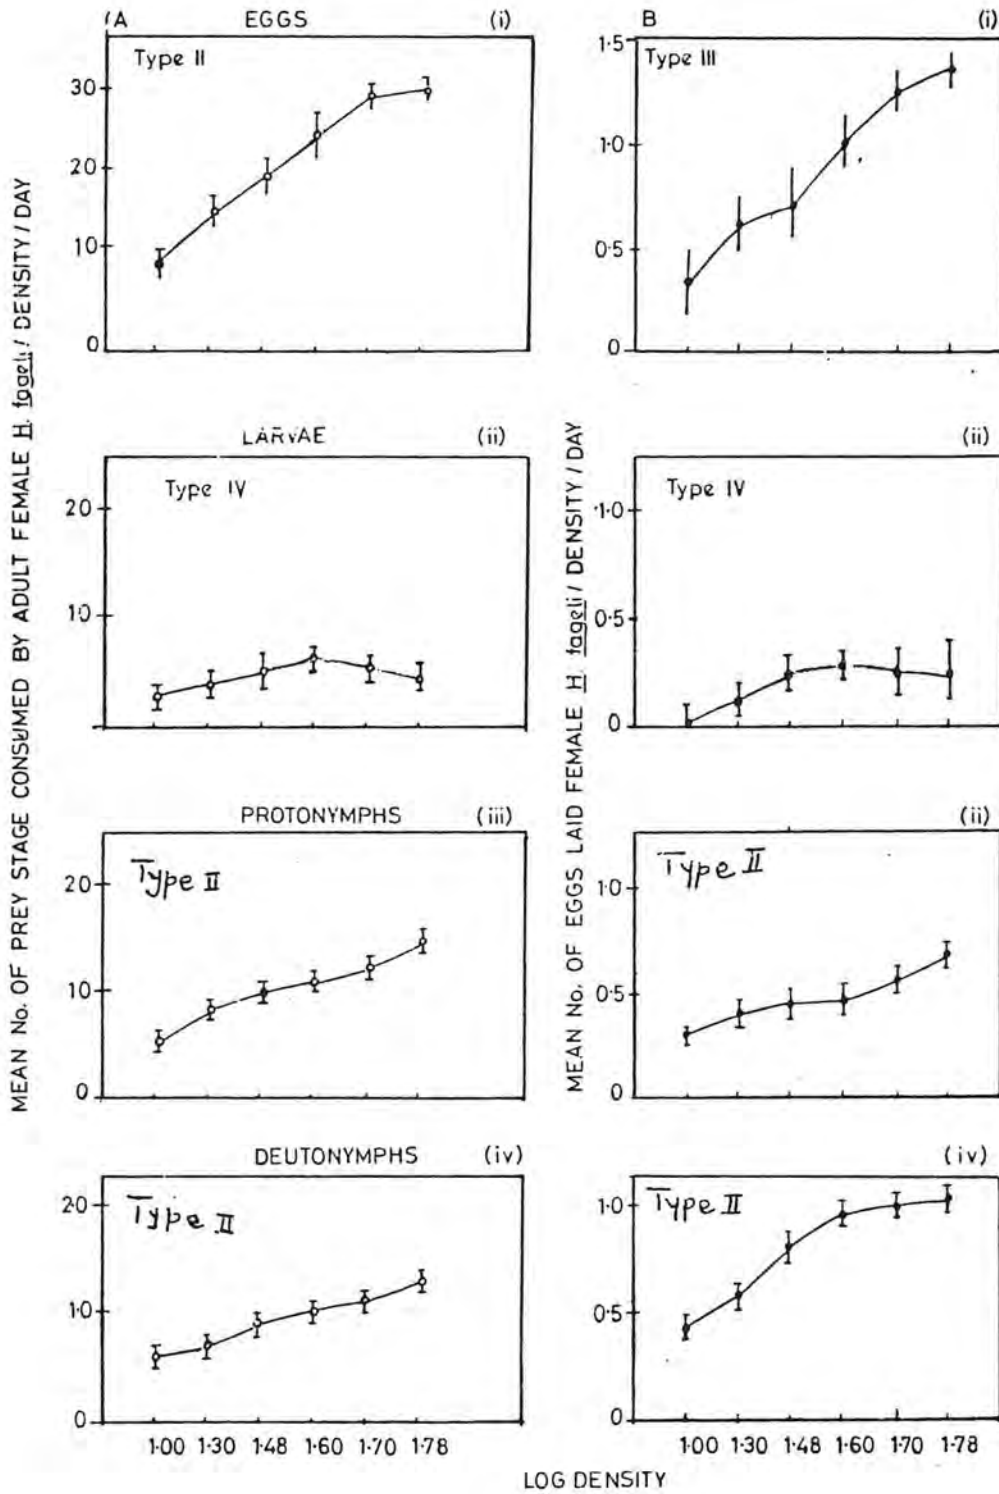 (A EGGS (i)
Type II
30
20
10
0
LARVAE (ii)
Type IV
20
10
PROTONYMPHS (iii)
Type II
20
10
0
DEUTONYMPHS (iv)
Type II
20
10
0
1·00 1·30 1·48 1·60 1·70 1·78
MEAN No. OF PREY STAGE CONSUMED BY ADULT FEMALE H. fageli / DENSITY / DAY
B (i)
Type III
1·5
1·0
0·5
0
(ii)
Type IV
1·0
0·5
0
(ii)
Type II
1·0
0·5
0
(iv)
Type II
1·0
0·5
0
1·00 1·30 1·48 1·60 1·70 1·78
MEAN No. OF EGGS LAID FEMALE H. fageli / DENSITY / DAY
LOG DENSITY